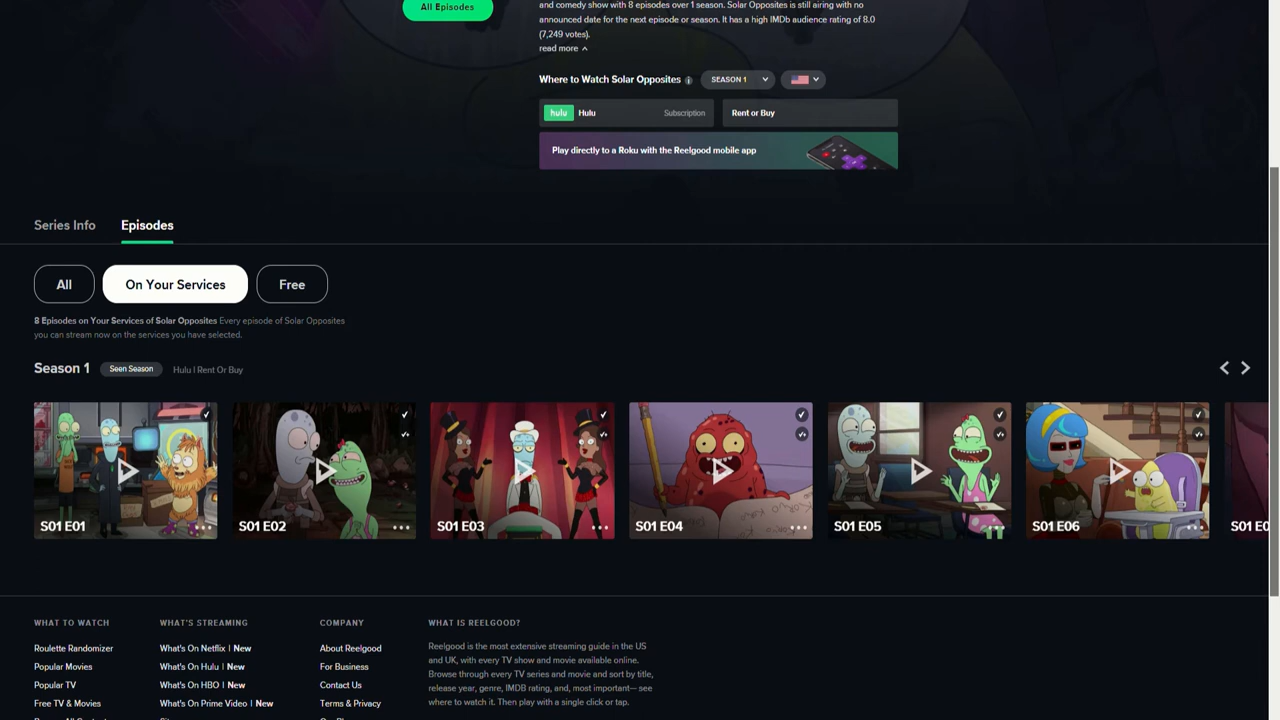 All Episodes
and comedy show with 8 episodes over 1 season. Solar Opposites is still airing with no
announced date for the next episode or season. It has a high IMDb audience rating of 8.0
(7,249 votes).
read more
Where to Watch Solar Opposites
SEASON 1
hulu Hulu Subscription
Rent or Buy
Play directly to a Roku with the Reelgood mobile app
Series Info
Episodes
All
On Your Services
Free
8 Episodes on Your Services of Solar Opposites Every episode of Solar Opposites
you can stream now on the services you have selected.
Season 1
Seen Season
Hulu | Rent Or Buy
S01 E01
S01 E02
S01 E03
S01 E04
S01 E05
S01 E06
S01 E0
WHAT TO WATCH
Roulette Randomizer
Popular Movies
Popular TV
Free TV & Movies
WHAT'S STREAMING
What's On Netflix | New
What's On Hulu | New
What's On HBO | New
What's On Prime Video | New
COMPANY
About Reelgood
For Business
Contact Us
Terms & Privacy
WHAT IS REELGOOD?
Reelgood is the most extensive streaming guide in the US
and UK, with every TV show and movie available online.
Browse through every TV series and movie and sort by title,
release year, genre, IMDB rating, and, most important— see
where to watch it. Then play with a single click or tap.